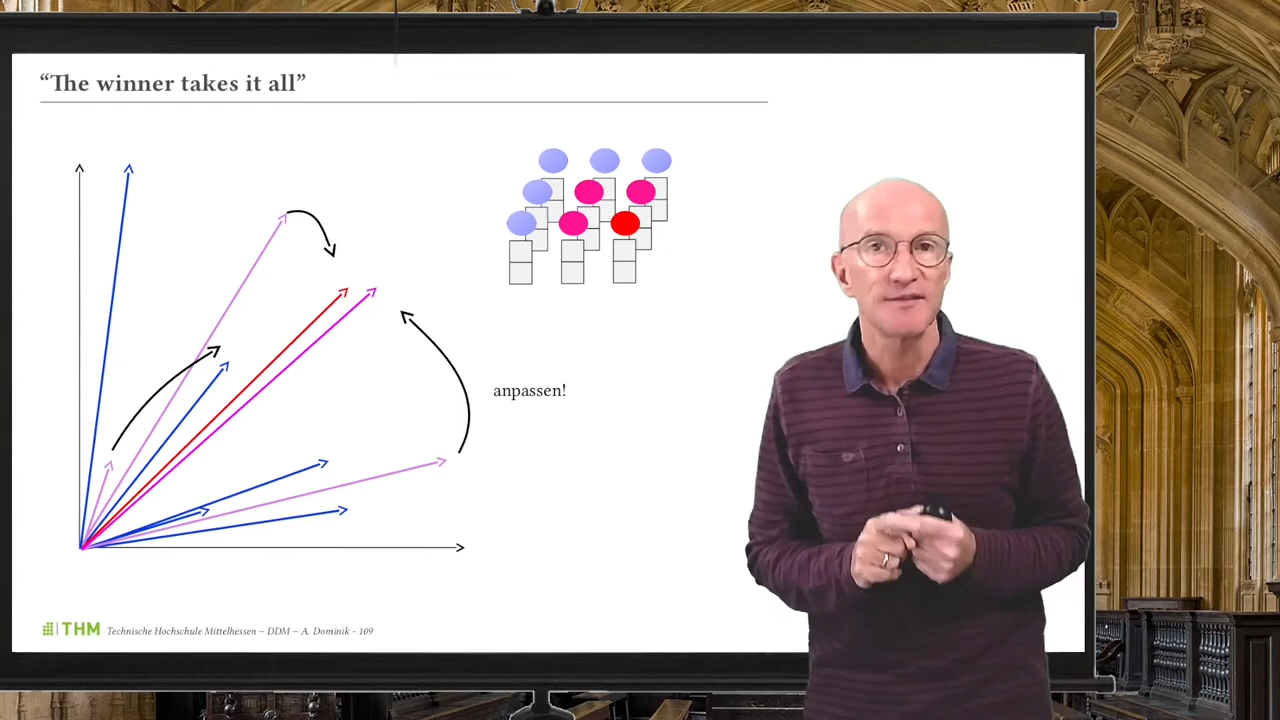 “The winner takes it all”
anpassen!
THM Technische Hochschule Mittelhessen – DDM – A. Dominik - 109